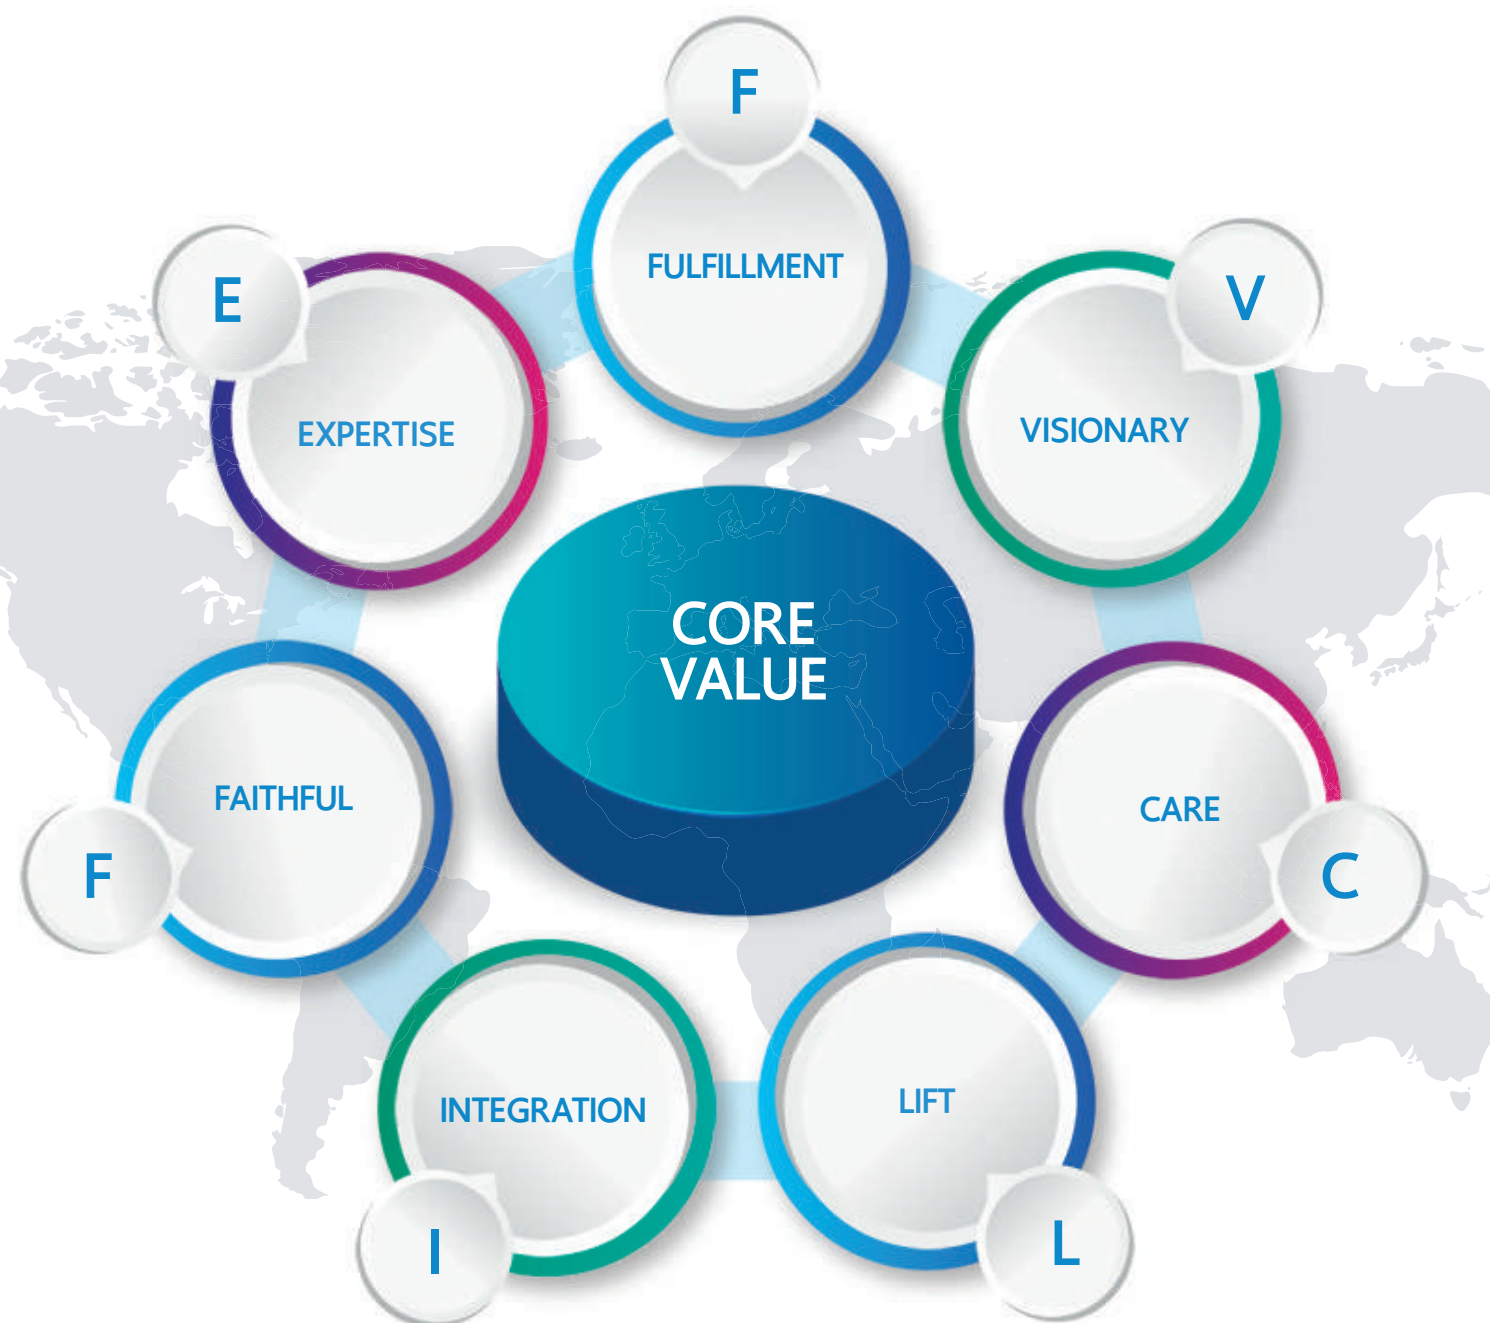 F
FULFILLMENT
V
VISIONARY
C
CARE
L
LIFT
I
INTEGRATION
F
FAITHFUL
E
EXPERTISE
CORE
VALUE